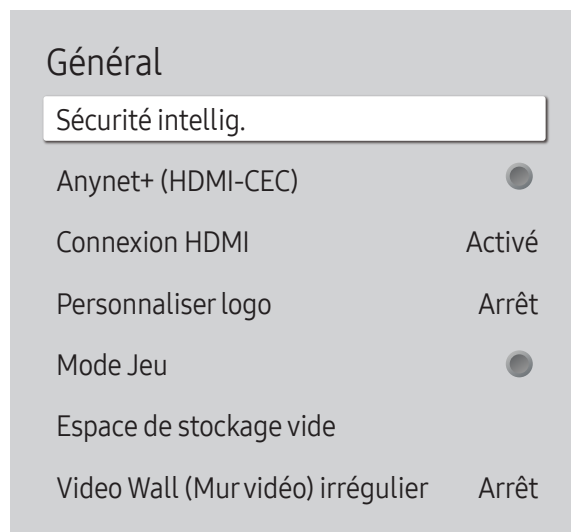 Général
Sécurité intellig.
Anynet+ (HDMI-CEC)
Connexion HDMI Activé
Personnaliser logo Arrêt
Mode Jeu
Espace de stockage vide
Video Wall (Mur vidéo) irrégulier Arrêt